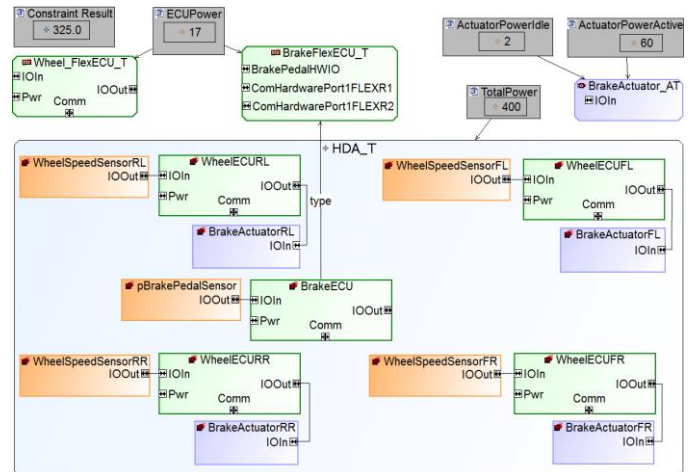 Constraint Result
325.0
ECUPower
17
ActuatorPowerIdle
2
ActuatorPowerActive
60
Wheel_FlexECU_T
IOIn
IOOut
Pwr
Comm
BrakeFlexECU_T
BrakePedalHWIO
ComHardwarePort1FLEXR1
ComHardwarePort1FLEXR2
TotalPower
400
BrakeActuator_AT
IOIn
HDA_T
WheelSpeedSensorRL
IOOut
WheelECURL
IOIn
IOOut
Pwr
Comm
type
BrakeActuatorRL
IOIn
WheelSpeedSensorFL
IOOut
WheelECUFL
IOIn
IOOut
Pwr
Comm
BrakeActuatorFL
IOIn
pBrakePedalSensor
IOOut
BrakeECU
IOIn
IOOut
Pwr
Comm
WheelSpeedSensorRR
IOOut
WheelECURR
IOIn
IOOut
Pwr
Comm
BrakeActuatorRR
IOIn
WheelSpeedSensorFR
IOOut
WheelECUFR
IOIn
IOOut
Pwr
Comm
BrakeActuatorFR
IOIn